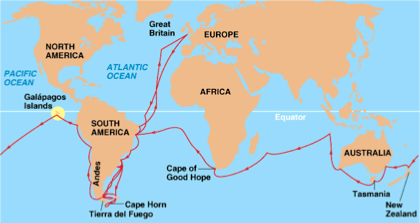 Great
Britain
EUROPE
NORTH
AMERICA
ATLANTIC
OCEAN
PACIFIC
OCEAN
Galápagos
Islands
AFRICA
Equator
SOUTH
AMERICA
Andes
AUSTRALIA
Cape of
Good Hope
Tasmania
Cape Horn
Tierra del Fuego
New
Zealand